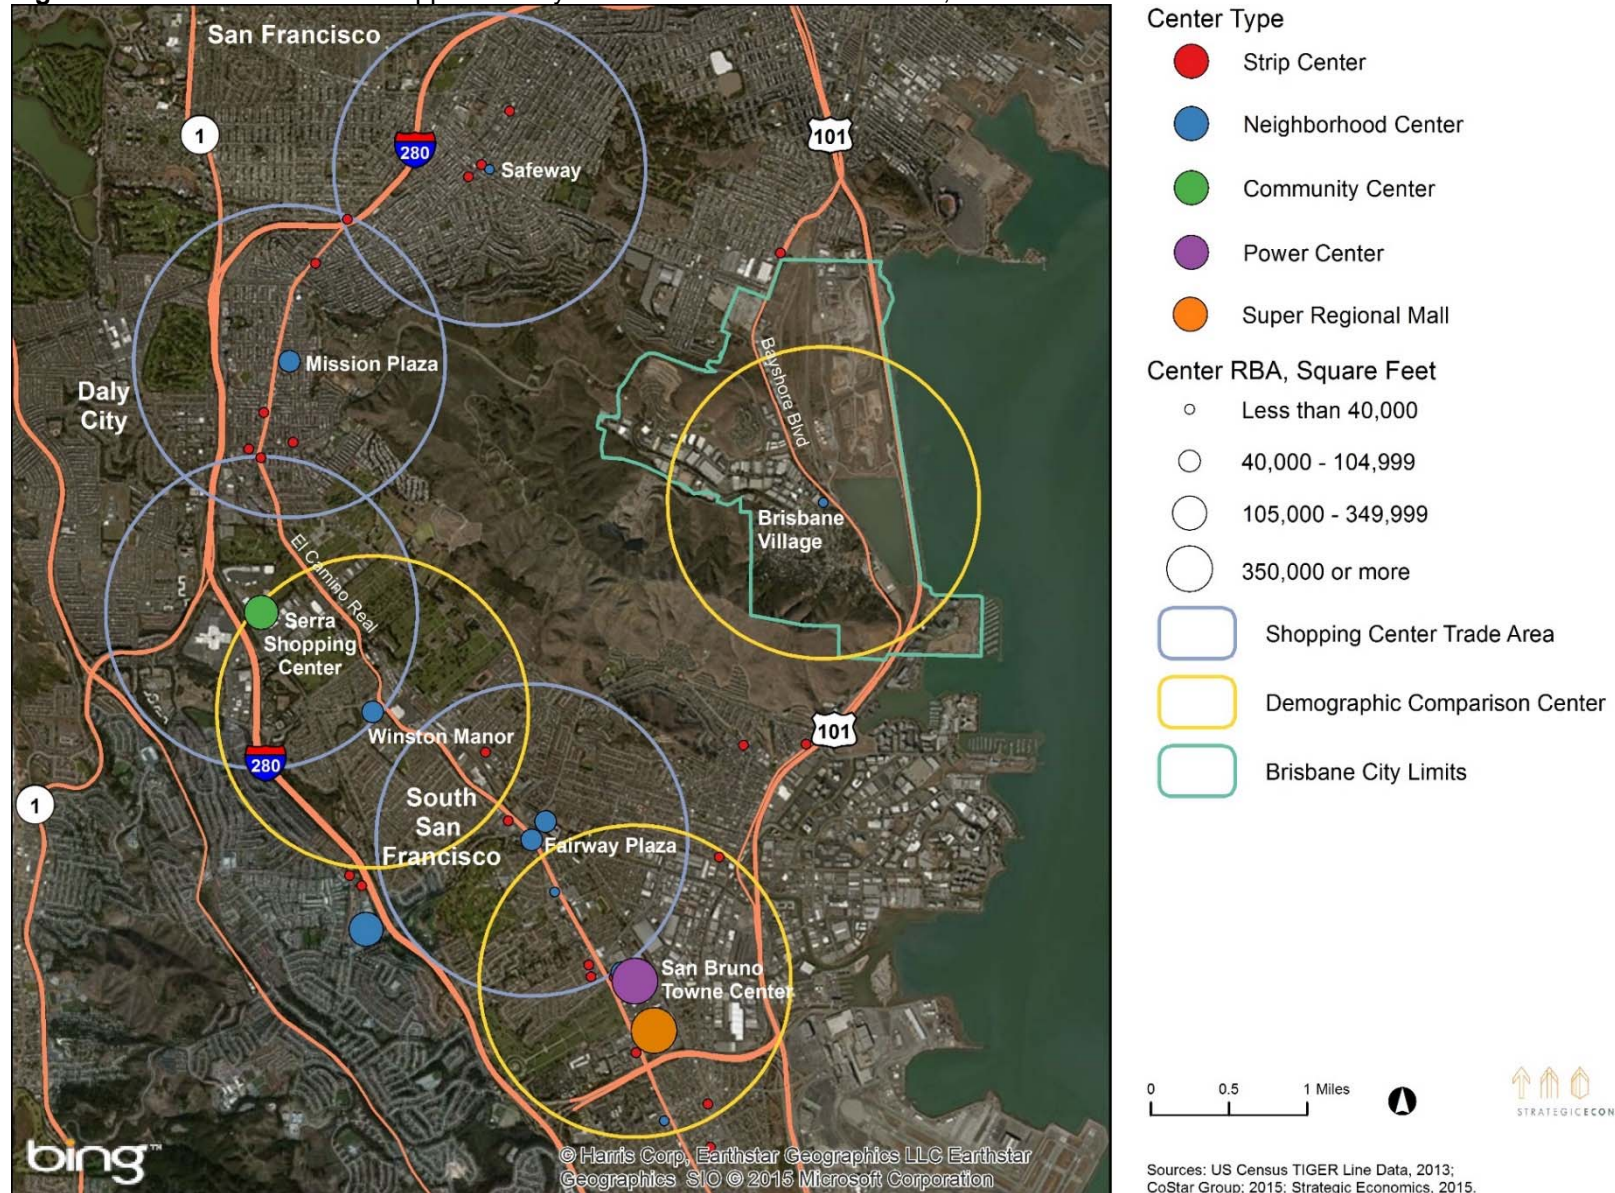 San Francisco
1
280
101
Safeway
Mission Plaza
Daly
City
Bayshore Blvd
Brisbane
Village
El Camino Real
Serra
Shopping
Center
Winston Manor
280
101
1
South
San
Francisco
Fairway Plaza
San Bruno
Towne Center
bing™
© Harris Corp, Earthstar Geographics LLC Earthstar
Geographics SIO © 2015 Microsoft Corporation
Center Type
Strip Center
Neighborhood Center
Community Center
Power Center
Super Regional Mall
Center RBA, Square Feet
Less than 40,000
40,000 - 104,999
105,000 - 349,999
350,000 or more
Shopping Center Trade Area
Demographic Comparison Center
Brisbane City Limits
0 0.5 1 Miles
STRATEGICECON
Sources: US Census TIGER Line Data, 2013;
CoStar Group; 2015; Strategic Economics, 2015.